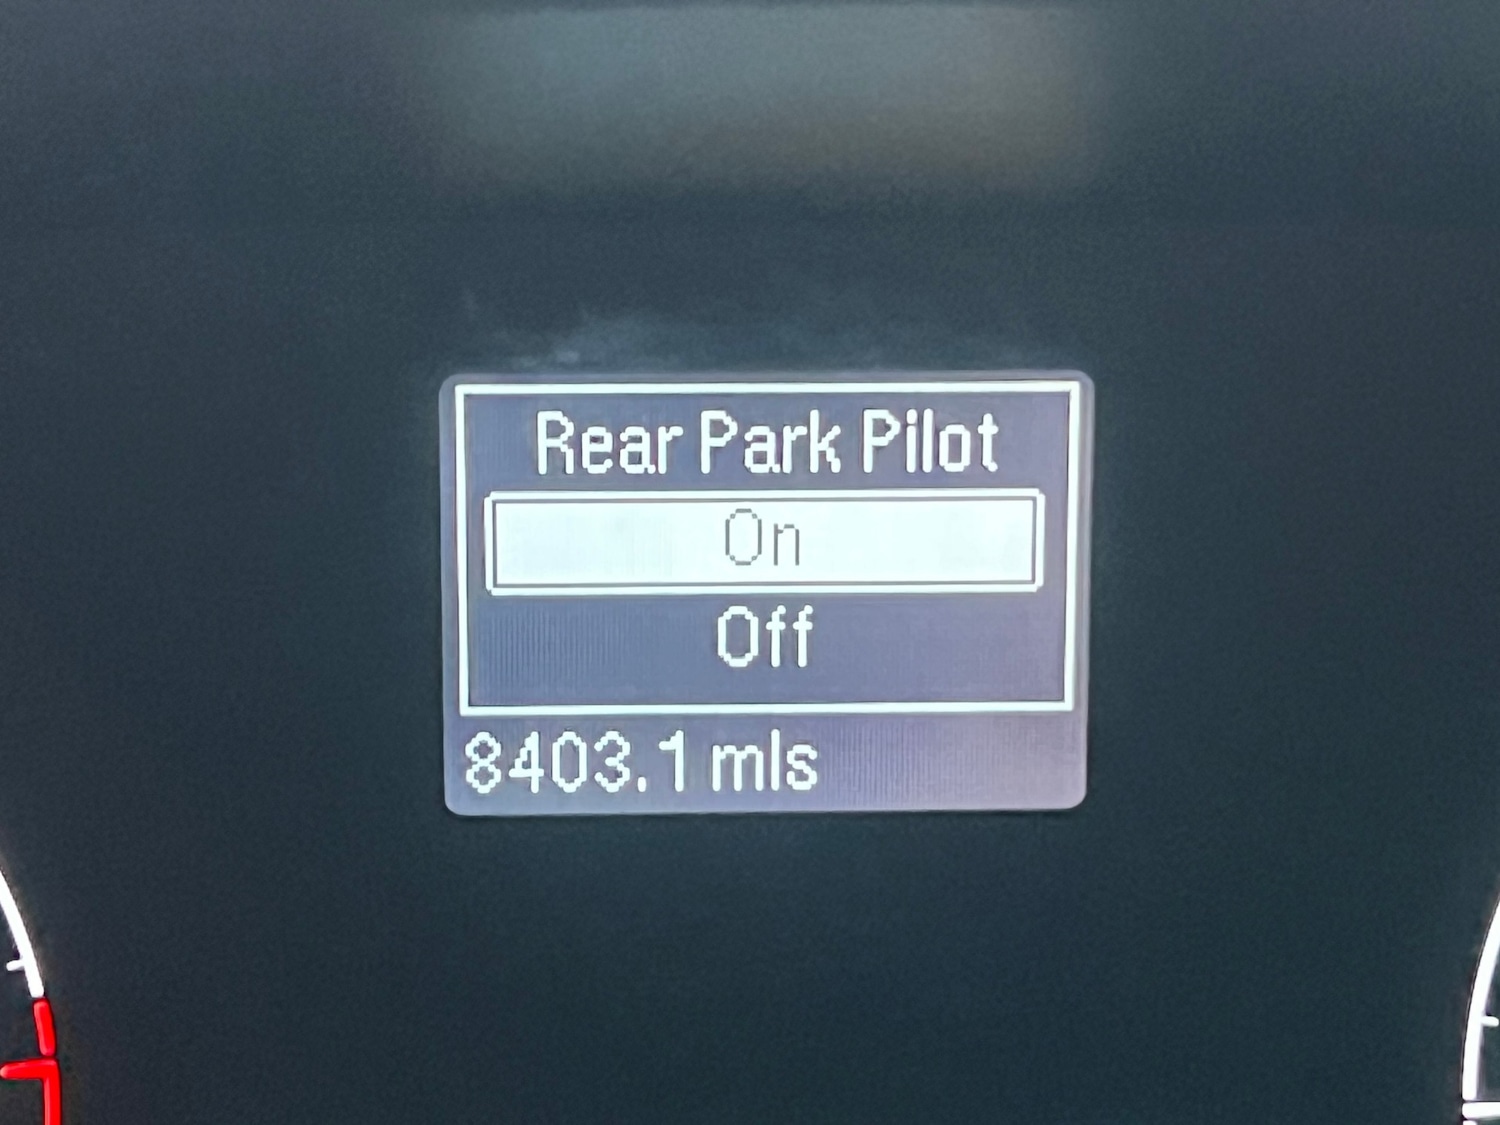 Rear Park Pilot
On
Off
8403.1 mls